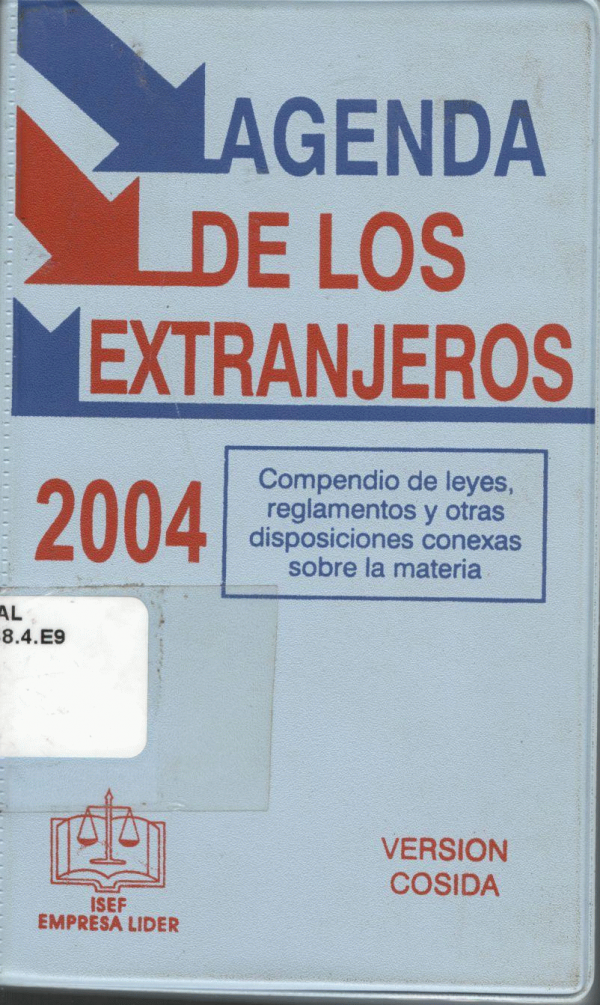 AGENDA
DE LOS
EXTRANJEROS
2004
Compendio de leyes,
reglamentos y otras
disposiciones conexas
sobre la materia
AL
8.4.E9
ISEF
EMPRESA LIDER
VERSION
COSIDA